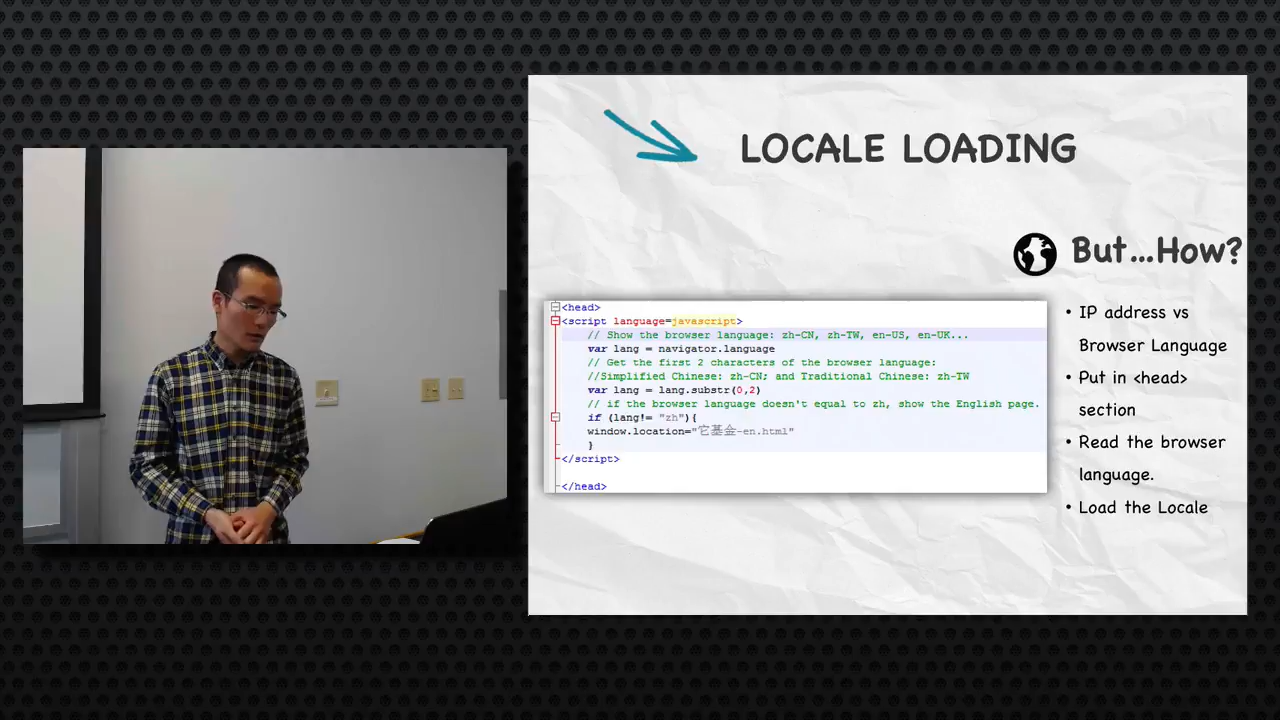 LOCALE LOADING
But...How?
<head>
<script language=javascript>
// Show the browser language: zh-CN, zh-TW, en-US, en-UK...
var lang = navigator.language
// Get the first 2 characters of the browser language:
//Simplified Chinese: zh-CN; and Traditional Chinese: zh-TW
var lang = lang.substr(0,2)
// if the browser language doesn't equal to zh, show the English page.
if (lang!= "zh"){
window.location="它基金-en.html"
}
</script>
</head>
• IP address vs
Browser Language
• Put in <head>
section
• Read the browser
language.
• Load the Locale